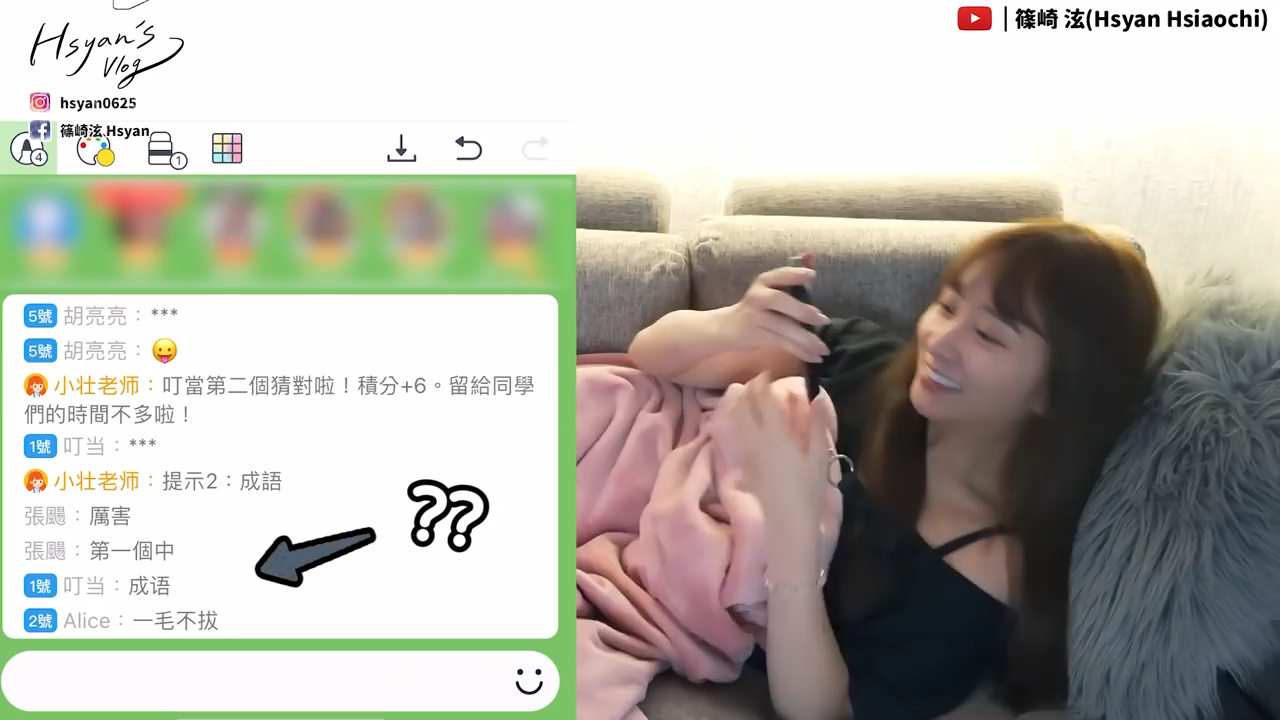 Hsyan's
Vlog
hsyan0625
篠崎泫 Hsyan
| 篠崎 泫(Hsyan Hsiaochi)
4
1
5號 胡亮亮：***
5號 胡亮亮：😛
小壮老师：叮當第二個猜對啦！積分+6。留給同學
們的時間不多啦！
1號 叮当：***
小壮老师：提示2：成語
張颺：厲害
張颺：第一個中
1號 叮当：成语
2號 Alice：一毛不拔
??